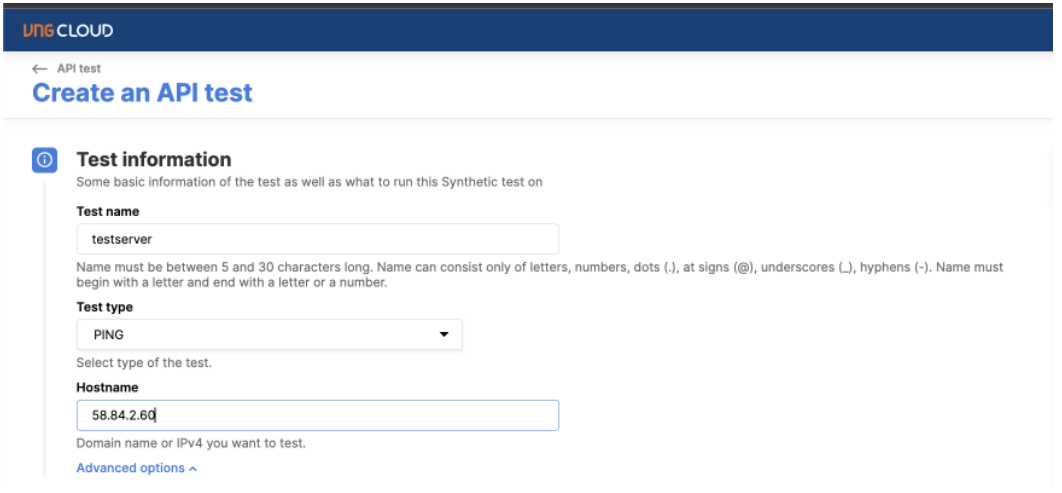 VNG CLOUD
← API test
Create an API test
Test information
Some basic information of the test as well as what to run this Synthetic test on
Test name
testserver
Name must be between 5 and 30 characters long. Name can consist only of letters, numbers, dots (.), at signs (@), underscores (_), hyphens (-). Name must
begin with a letter and end with a letter or a number.
Test type
PING
Select type of the test.
Hostname
58.84.2.60
Domain name or IPv4 you want to test.
Advanced options